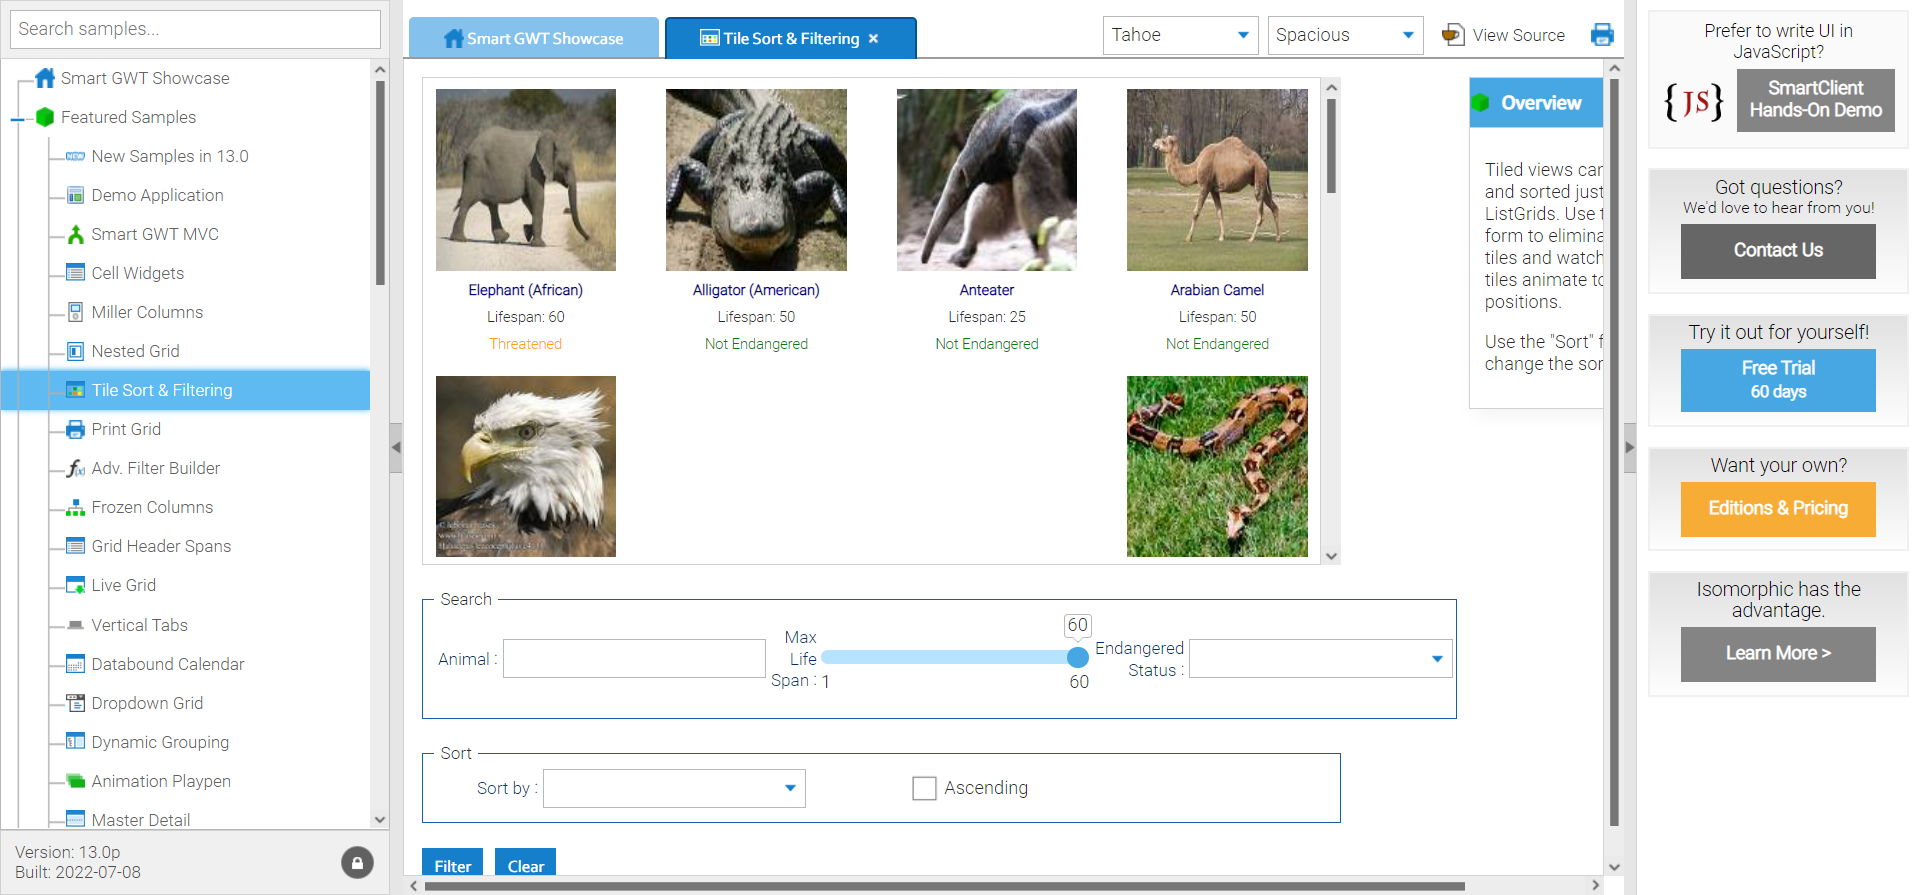 Search samples...
Smart GWT Showcase
Featured Samples
New Samples in 13.0
Demo Application
Smart GWT MVC
Cell Widgets
Miller Columns
Nested Grid
Tile Sort & Filtering
Print Grid
Adv. Filter Builder
Frozen Columns
Grid Header Spans
Live Grid
Vertical Tabs
Databound Calendar
Dropdown Grid
Dynamic Grouping
Animation Playpen
Master Detail
Version: 13.0p
Built: 2022-07-08
Smart GWT Showcase
Tile Sort & Filtering
Tahoe
Spacious
View Source
Elephant (African)
Lifespan: 60
Threatened
Alligator (American)
Lifespan: 50
Not Endangered
Anteater
Lifespan: 25
Not Endangered
Arabian Camel
Lifespan: 50
Not Endangered
Overview
Tiled views can
and sorted just
ListGrids. Use t
form to elimina
tiles and watch
tiles animate to
positions.
Use the "Sort" f
change the sor
Search
Animal :
Max
Life
Span :
60
1
60
Endangered
Status :
Sort
Sort by :
Ascending
Filter
Clear
Prefer to write UI in
JavaScript?
{JS}
SmartClient
Hands-On Demo
Got questions?
We'd love to hear from you!
Contact Us
Try it out for yourself!
Free Trial
60 days
Want your own?
Editions & Pricing
Isomorphic has the
advantage.
Learn More >